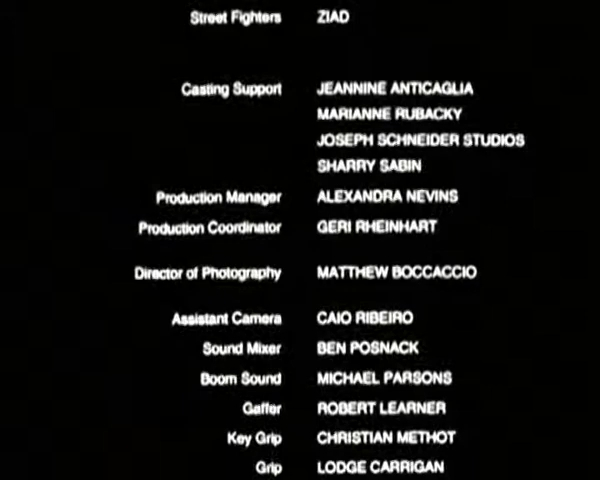 Street Fighters ZIAD
Casting Support JEANNINE ANTICAGLIA
MARIANNE RUBACKY
JOSEPH SCHNEIDER STUDIOS
SHARRY SABIN
Production Manager ALEXANDRA NEVINS
Production Coordinator GERI RHEINHART
Director of Photography MATTHEW BOCCACCIO
Assistant Camera CAIO RIBEIRO
Sound Mixer BEN POSNACK
Boom Sound MICHAEL PARSONS
Gaffer ROBERT LEARNER
Key Grip CHRISTIAN METHOT
Grip LODGE CARRIGAN